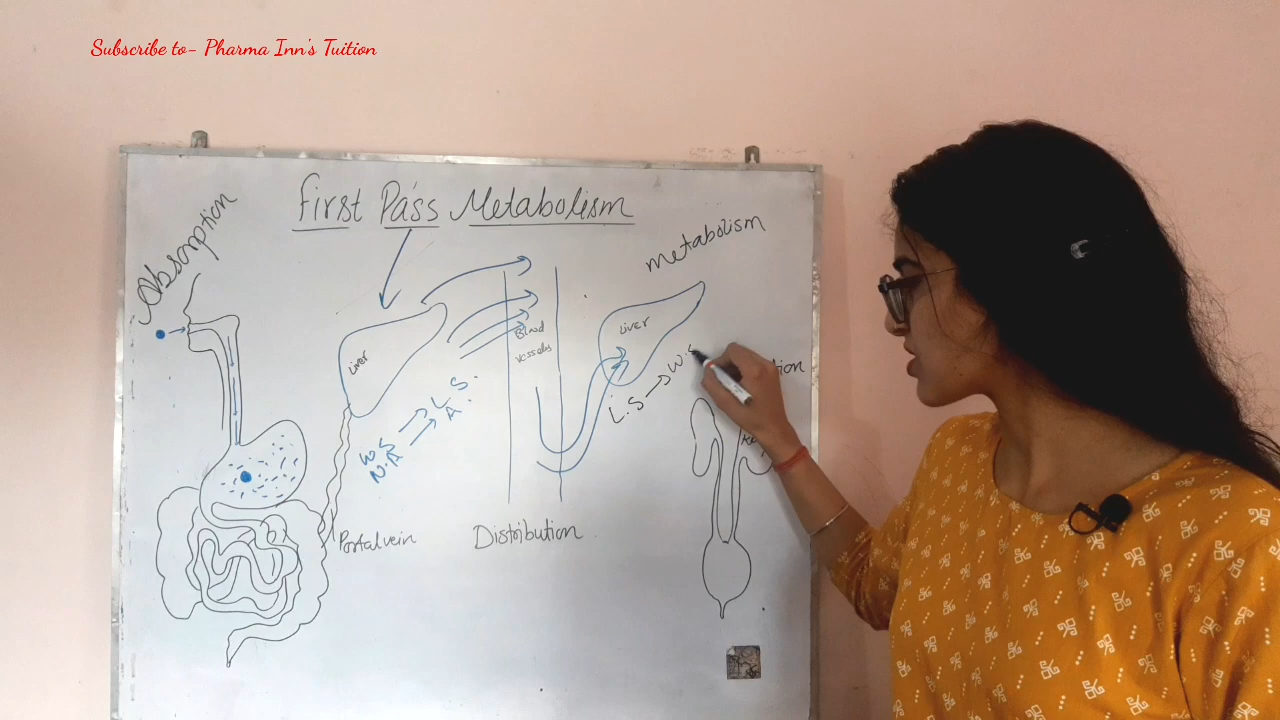 Subscribe to- Pharma Inn's Tuition
First Pass Metabolism
Absorption
metabolism
Liver
Liver
Blood
vessels
L.S → W.S
W.S → L.S.
N.A → A.
Portal vein
Distribution